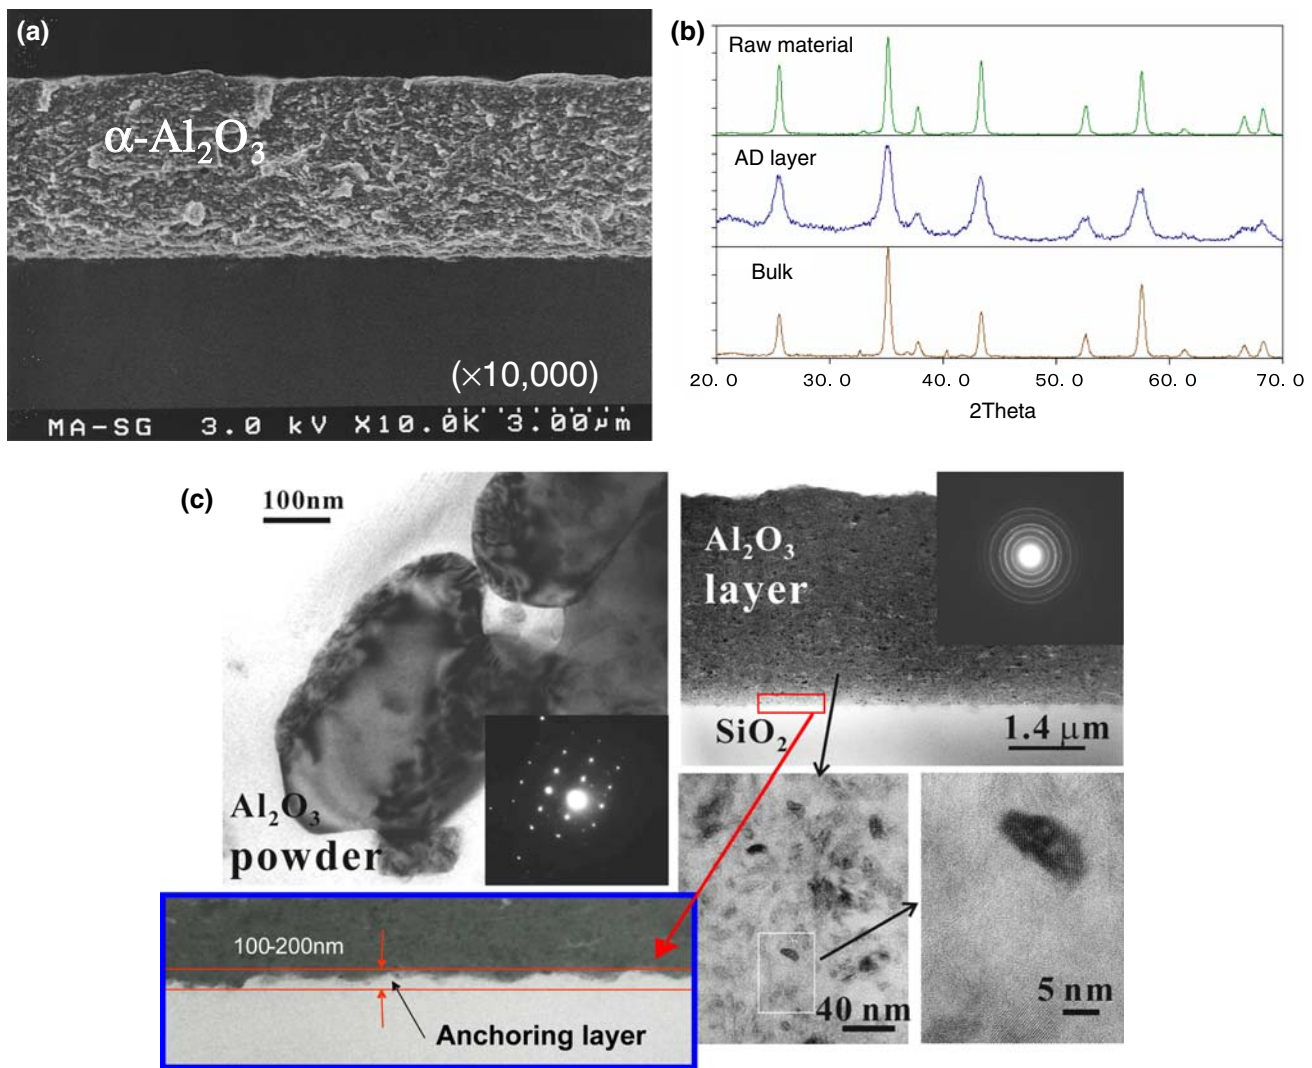 (a)
α-Al₂O₃
(×10,000)
MA-SG 3.0 kV X10.0K 3.00µm
(b)
Raw material
AD layer
Bulk
20.0 30.0 40.0 50.0 60.0 70.0
2Theta
(c)
100nm
Al₂O₃
powder
Al₂O₃
layer
SiO₂
1.4 µm
40 nm
5 nm
100-200nm
Anchoring layer